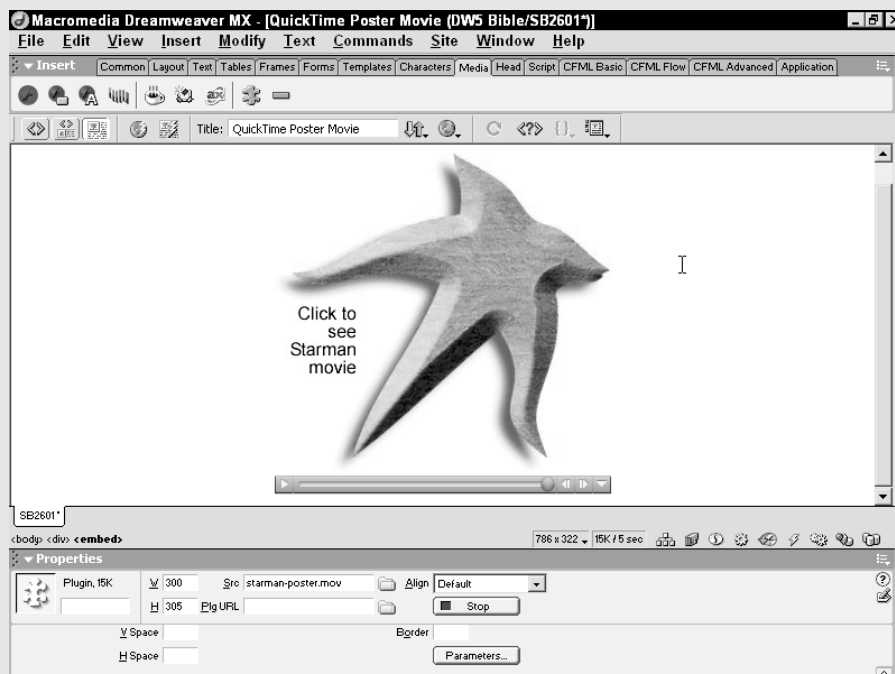 Macromedia Dreamweaver MX - [QuickTime Poster Movie (DW5 Bible/SB2601*)]
File Edit View Insert Modify Text Commands Site Window Help
Insert Common Layout Text Tables Frames Forms Templates Characters Media Head Script CFML Basic CFML Flow CFML Advanced Application
Title: QuickTime Poster Movie
Click to
see
Starman
movie
SB2601*
<body> <div> <embed> 786 x 322 15K / 5 sec
Properties
Plugin, 15K W 300 Src starman-poster.mov Align Default
H 305 Plg URL Stop
V Space Border
H Space Parameters...